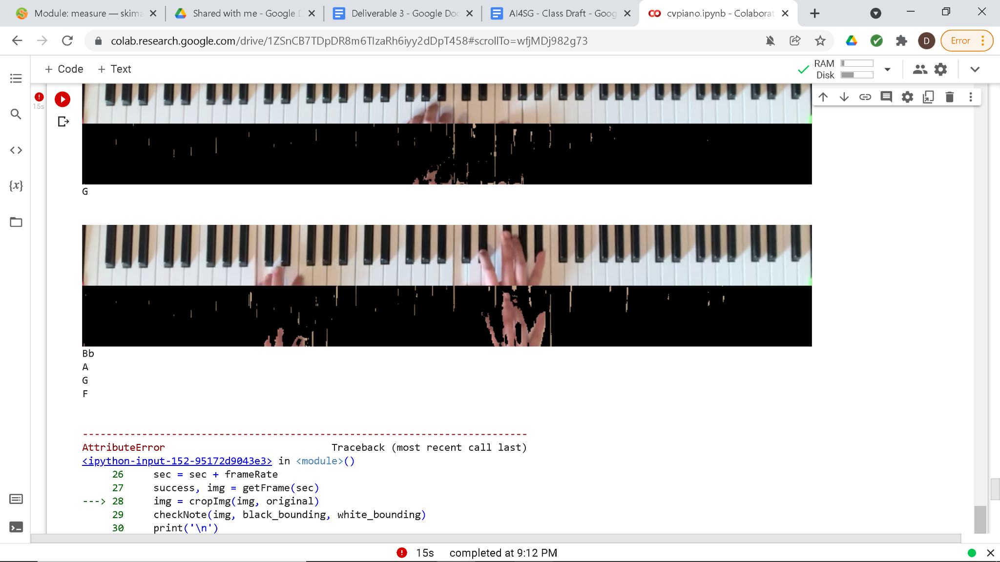 Module: measure — skima
Shared with me - Google D
Deliverable 3 - Google Doc
AI4SG - Class Draft - Goog
cvpiano.ipynb - Colaborat
colab.research.google.com/drive/1ZSnCB7TDpDR8m6TIzaRh6iyy2dDpT458#scrollTo=wfjMDj982g73
D
Error
+ Code + Text
RAM
Disk
15s
{x}
G
Bb
A
G
F
---------------------------------------------------------------------------
AttributeError Traceback (most recent call last)
<ipython-input-152-95172d9043e3> in <module>()
26 sec = sec + frameRate
27 success, img = getFrame(sec)
---> 28 img = cropImg(img, original)
29 checkNote(img, black_bounding, white_bounding)
30 print('\n')
15s completed at 9:12 PM